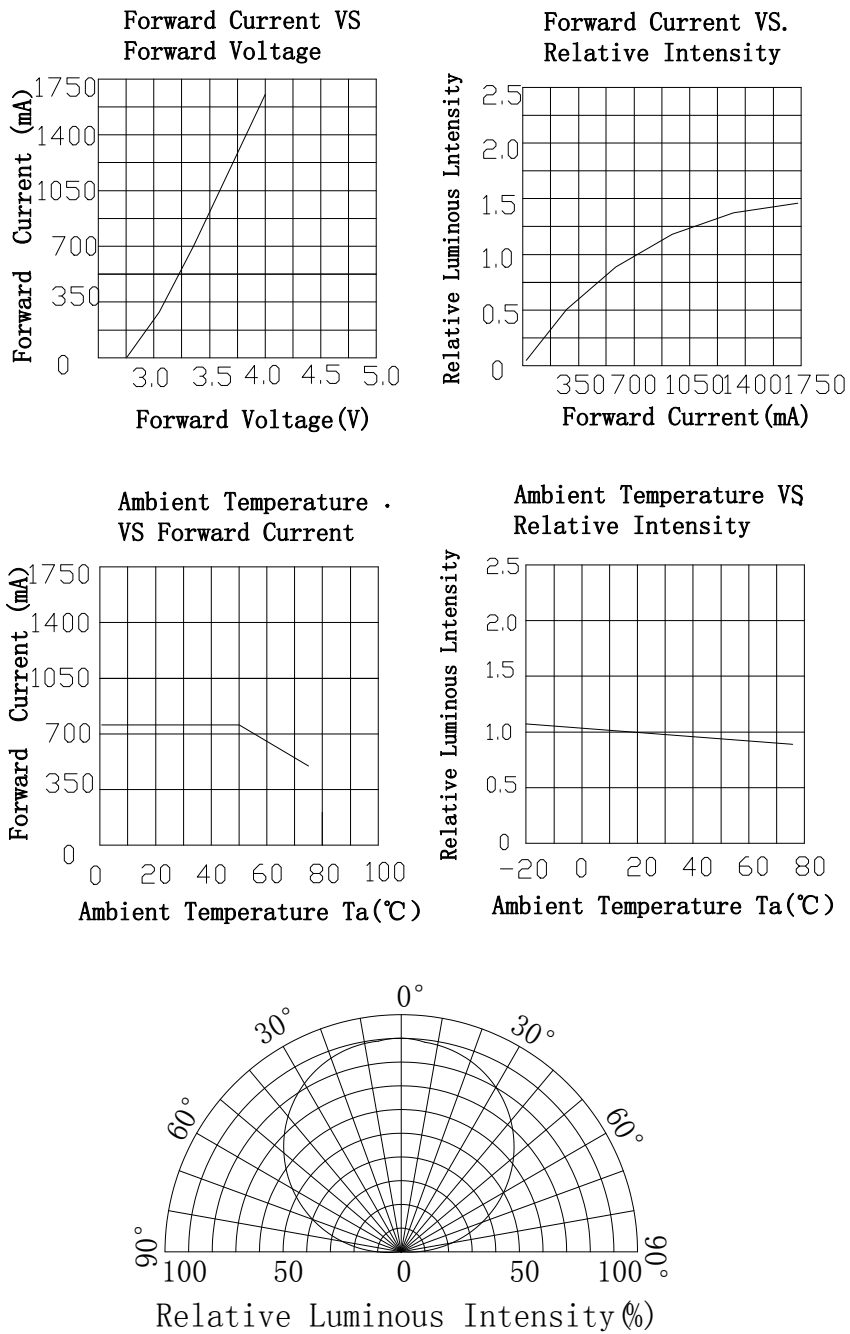 Forward Current VS
Forward Voltage
Forward Current (mA)
1750
1400
1050
700
350
0
3.0 3.5 4.0 4.5 5.0
Forward Voltage(V)
Forward Current VS.
Relative Intensity
Relative Luminous Lntensity
2.5
2.0
1.5
1.0
0.5
0
350 700 1050 1400 1750
Forward Current(mA)
Ambient Temperature .
VS Forward Current
Forward Current (mA)
1750
1400
1050
700
350
0
0 20 40 60 80 100
Ambient Temperature Ta(℃)
Ambient Temperature VS
Relative Intensity
Relative Luminous Lntensity
2.5
2.0
1.5
1.0
0.5
0
-20 0 20 40 60 80
Ambient Temperature Ta(℃)
0°
30° 30°
60° 60°
90° 90°
100 50 0 50 100
Relative Luminous Intensity(%)